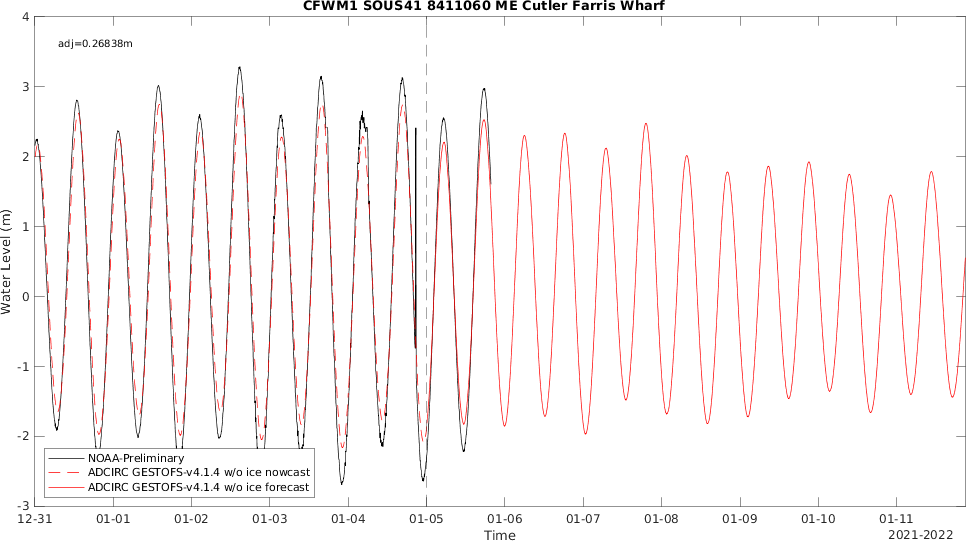 CFWM1 SOUS41 8411060 ME Cutler Farris Wharf
adj=0.26838m
4
3
2
1
0
-1
-2
-3
Water Level (m)
NOAA-Preliminary
ADCIRC GESTOFS-v4.1.4 w/o ice nowcast
ADCIRC GESTOFS-v4.1.4 w/o ice forecast
12-31 01-01 01-02 01-03 01-04 01-05 01-06 01-07 01-08 01-09 01-10 01-11
Time
2021-2022